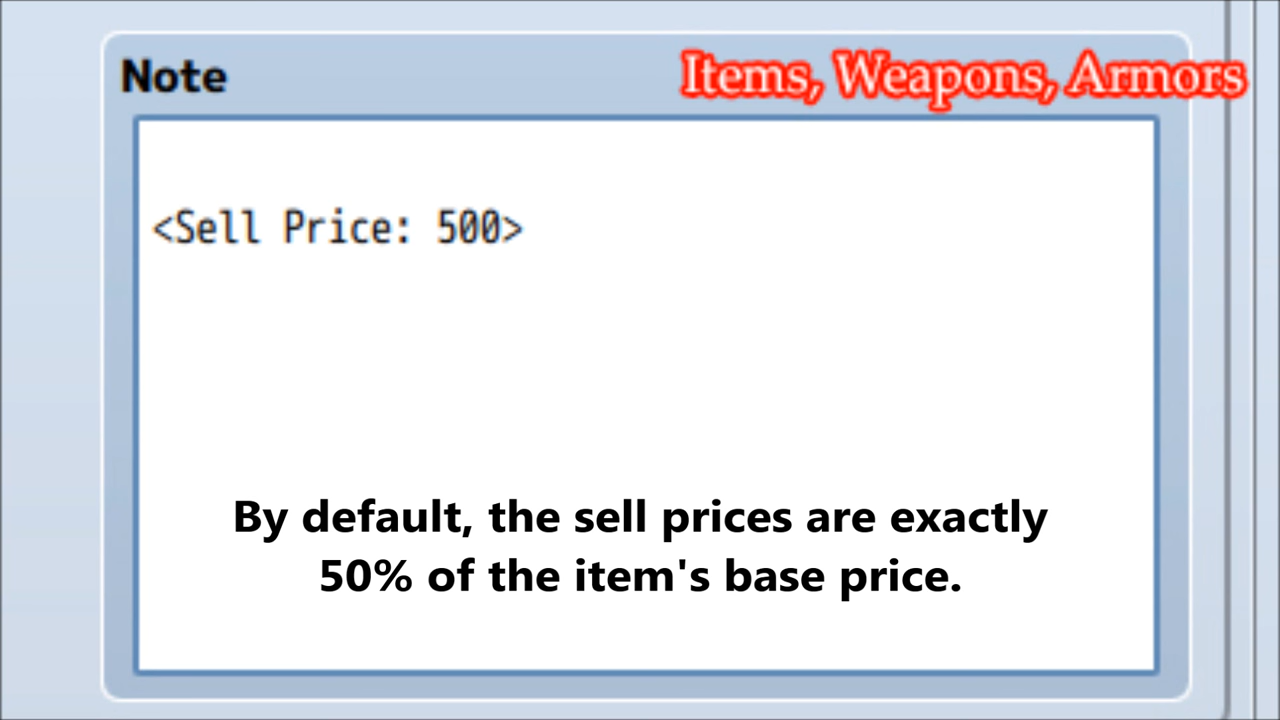 Note
Items, Weapons, Armors
<Sell Price: 500>
By default, the sell prices are exactly
50% of the item's base price.